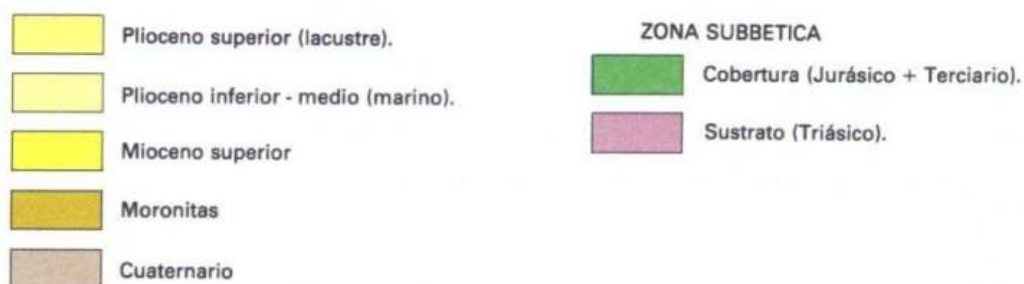 Plioceno superior (lacustre).
Plioceno inferior - medio (marino).
Mioceno superior
Moronitas
Cuaternario
ZONA SUBBETICA
Cobertura (Jurásico + Terciario).
Sustrato (Triásico).